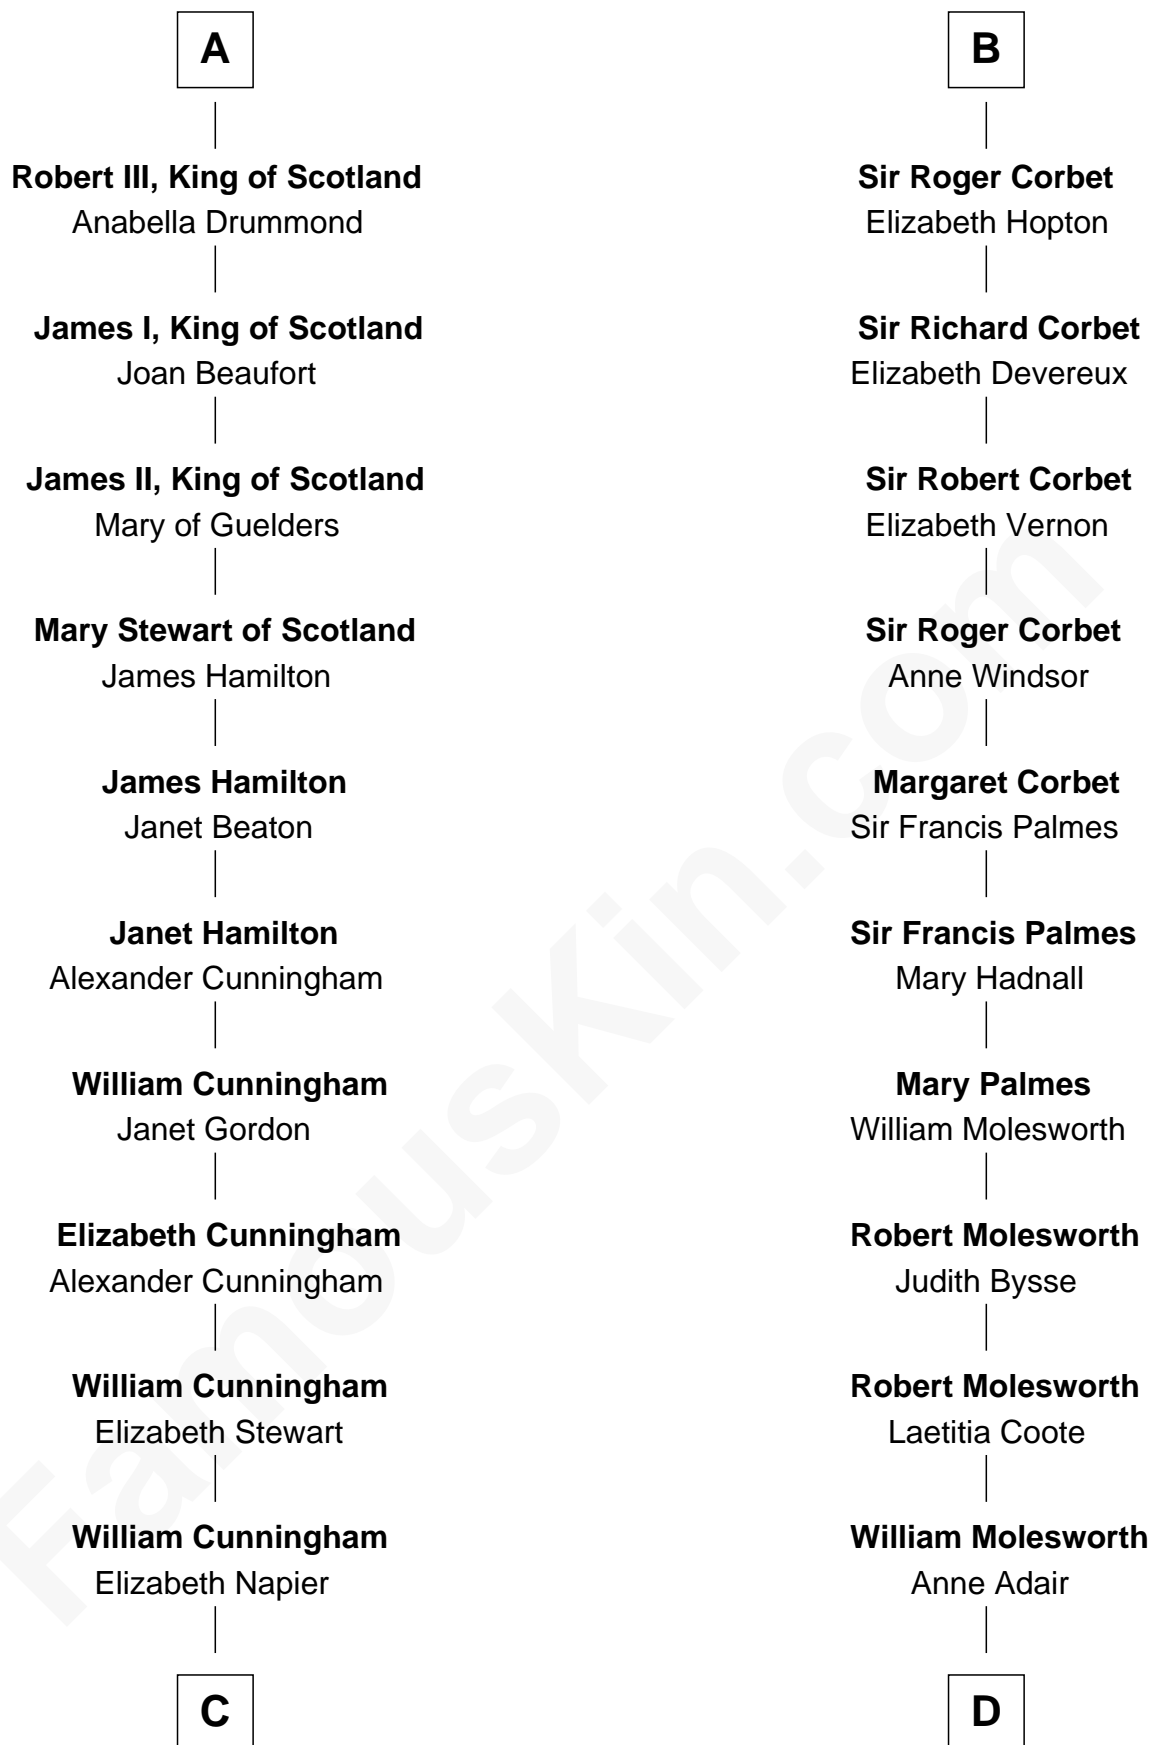 A
Robert III, King of Scotland
Anabella Drummond
James I, King of Scotland
Joan Beaufort
James II, King of Scotland
Mary of Guelders
Mary Stewart of Scotland
James Hamilton
James Hamilton
Janet Beaton
Janet Hamilton
Alexander Cunningham
William Cunningham
Janet Gordon
Elizabeth Cunningham
Alexander Cunningham
William Cunningham
Elizabeth Stewart
William Cunningham
Elizabeth Napier
C
B
Sir Roger Corbet
Elizabeth Hopton
Sir Richard Corbet
Elizabeth Devereux
Sir Robert Corbet
Elizabeth Vernon
Sir Roger Corbet
Anne Windsor
Margaret Corbet
Sir Francis Palmes
Sir Francis Palmes
Mary Hadnall
Mary Palmes
William Molesworth
Robert Molesworth
Judith Bysse
Robert Molesworth
Laetitia Coote
William Molesworth
Anne Adair
D
FamousKin.com